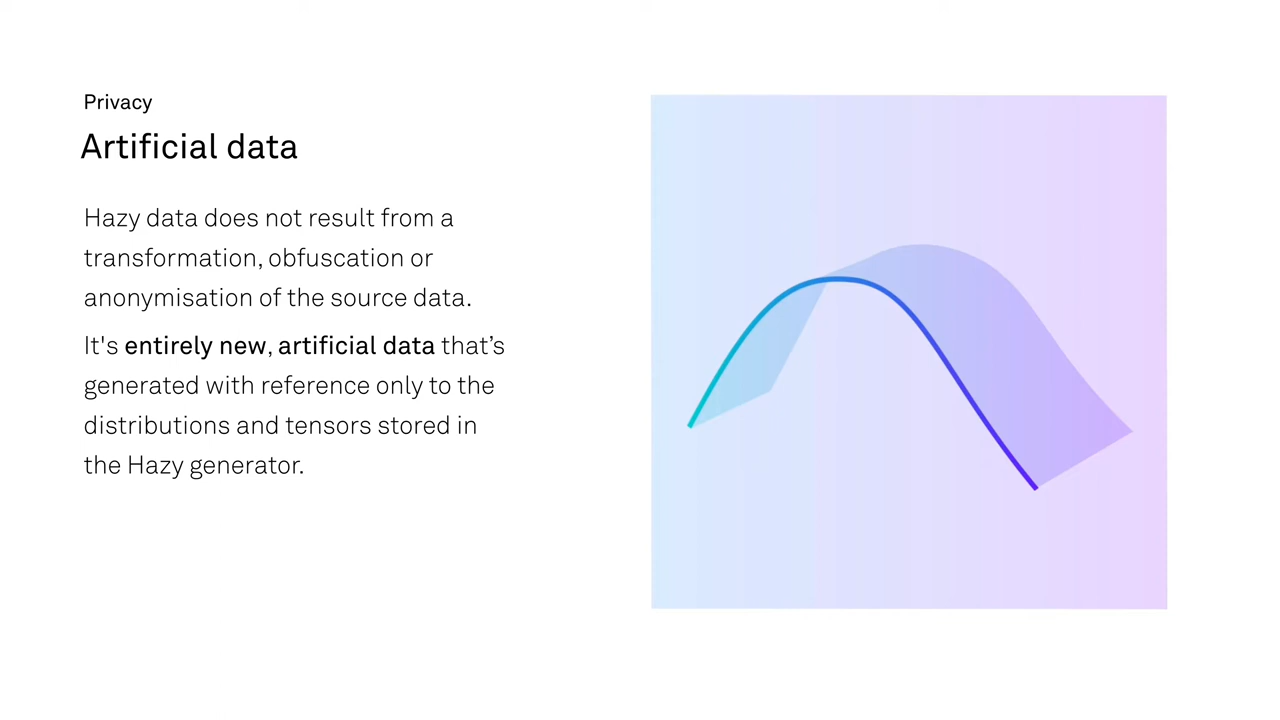 Privacy
Artificial data
Hazy data does not result from a
transformation, obfuscation or
anonymisation of the source data.
It's entirely new, artificial data that’s
generated with reference only to the
distributions and tensors stored in
the Hazy generator.